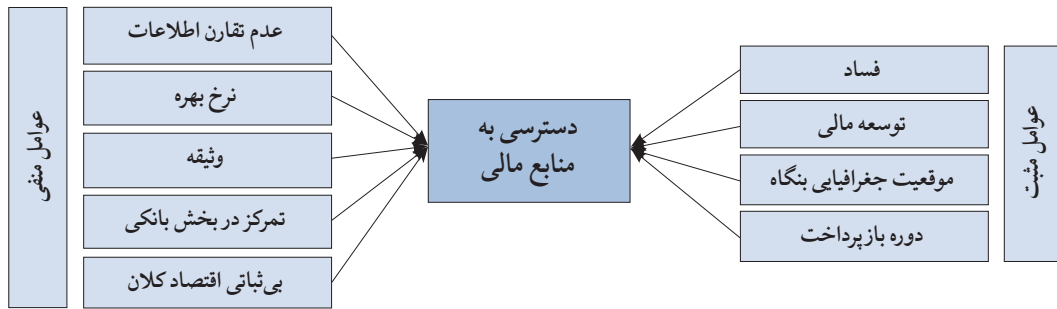 عوامل مثبت
فساد
توسعه مالی
موقعیت جغرافیایی بنگاه
دوره بازپرداخت
دسترسی به
منابع مالی
عدم تقارن اطلاعات
نرخ بهره
وثیقه
تمرکز در بخش بانکی
بی‌ثباتی اقتصاد کلان
عوامل منفی